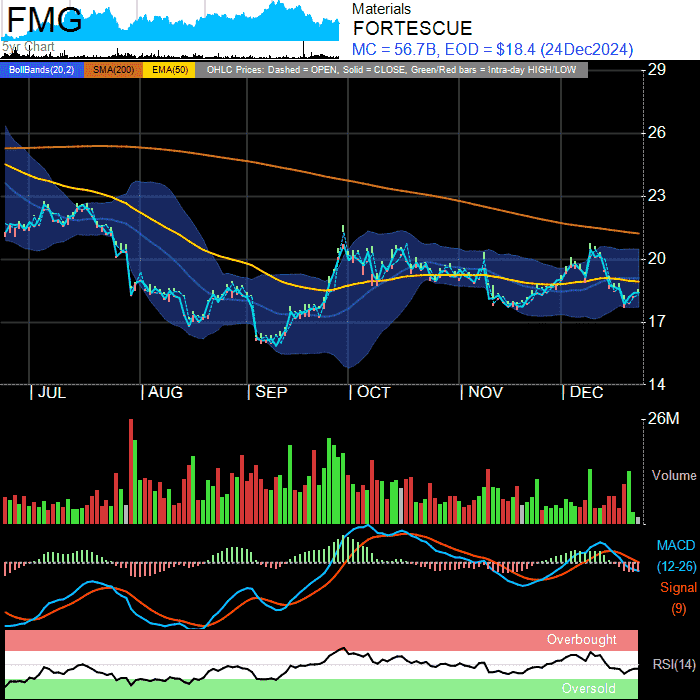 FMG
5yr Chart
Materials
FORTESCUE
MC = 56.7B, EOD = $18.4 (24Dec2024)
BollBands(20,2) SMA(200) EMA(50) OHLC Prices: Dashed = OPEN, Solid = CLOSE, Green/Red bars = Intra-day HIGH/LOW
29
26
23
20
17
14
| JUL | AUG | SEP | OCT | NOV | DEC
26M
Volume
MACD
(12-26)
Signal
(9)
Overbought
RSI(14)
Oversold